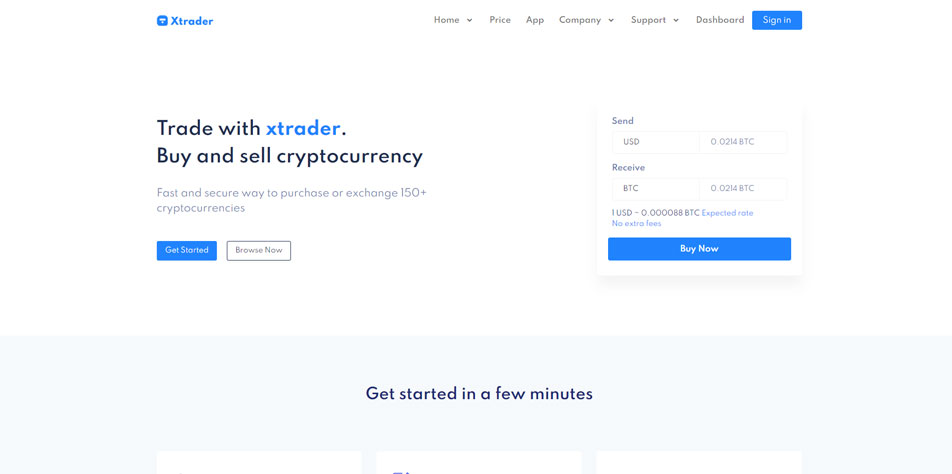 Xtrader
Home Price App Company Support Dashboard Sign in
Trade with xtrader.
Buy and sell cryptocurrency
Fast and secure way to purchase or exchange 150+
cryptocurrencies
Get Started Browse Now
Send
USD 0.0214 BTC
Receive
BTC 0.0214 BTC
1 USD ~ 0.000088 BTC Expected rate
No extra fees
Buy Now
Get started in a few minutes